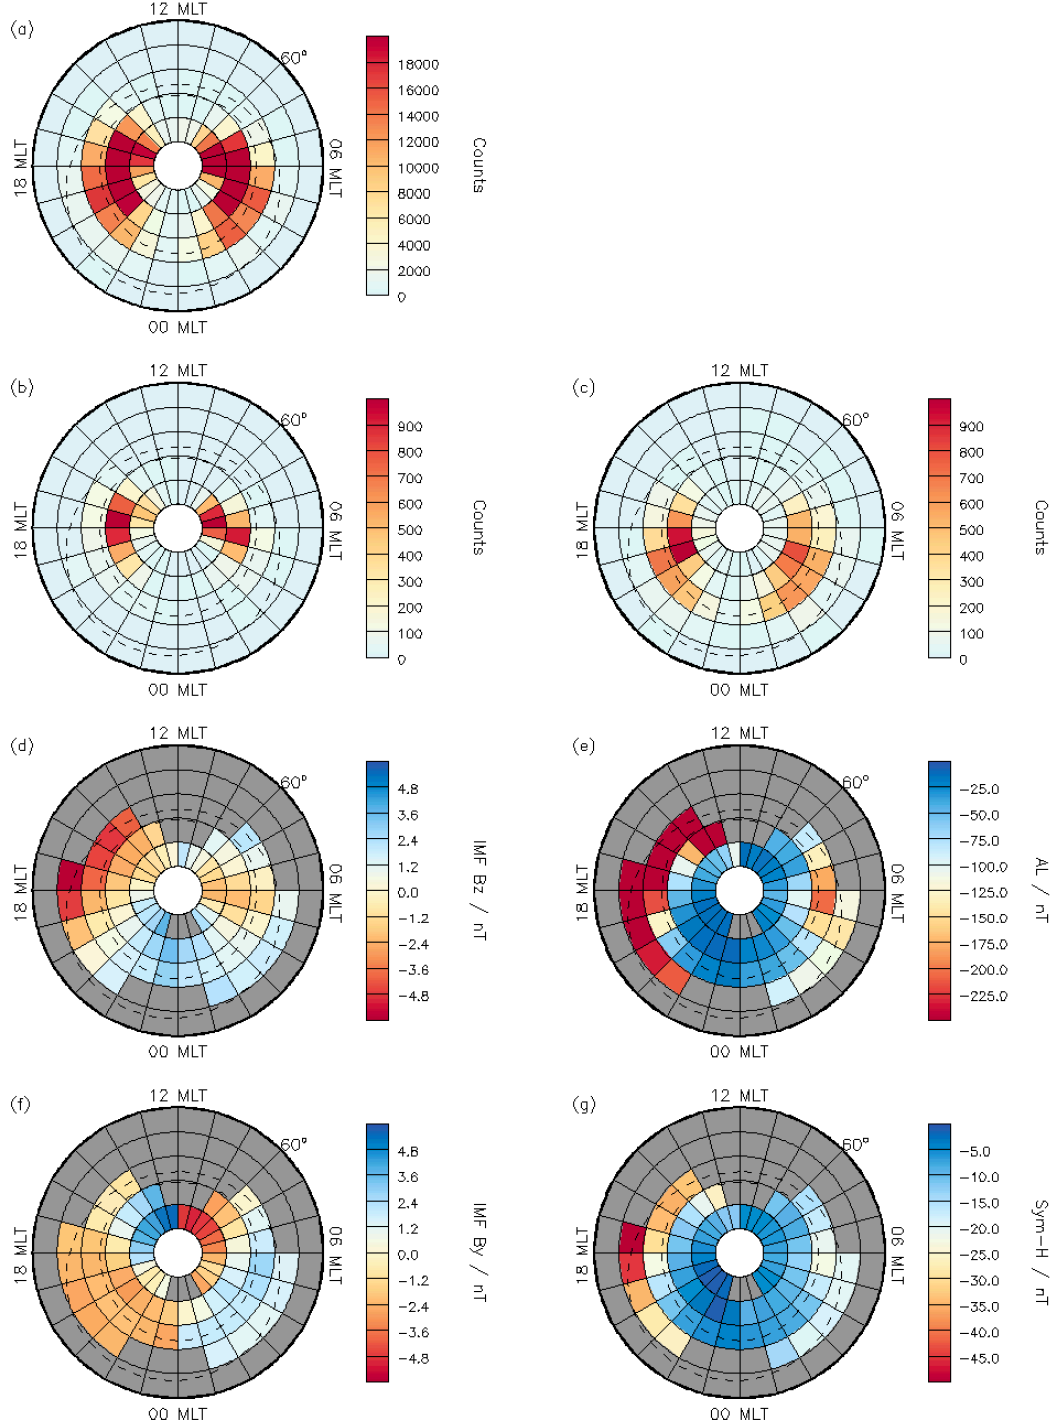 (a)
12 MLT
60°
18 MLT
06 MLT
00 MLT
18000
16000
14000
12000
10000
8000
6000
4000
2000
0
Counts
(b)
12 MLT
60°
18 MLT
06 MLT
00 MLT
900
800
700
600
500
400
300
200
100
0
Counts
(c)
12 MLT
60°
18 MLT
06 MLT
00 MLT
900
800
700
600
500
400
300
200
100
0
Counts
(d)
12 MLT
60°
18 MLT
06 MLT
00 MLT
4.8
3.6
2.4
1.2
0.0
-1.2
-2.4
-3.6
-4.8
IMF Bz / nT
(e)
12 MLT
60°
18 MLT
06 MLT
00 MLT
-25.0
-50.0
-75.0
-100.0
-125.0
-150.0
-175.0
-200.0
-225.0
AL / nT
(f)
12 MLT
60°
18 MLT
06 MLT
00 MLT
4.8
3.6
2.4
1.2
0.0
-1.2
-2.4
-3.6
-4.8
IMF By / nT
(g)
12 MLT
60°
18 MLT
06 MLT
00 MLT
-5.0
-10.0
-15.0
-20.0
-25.0
-30.0
-35.0
-40.0
-45.0
Sym-H / nT